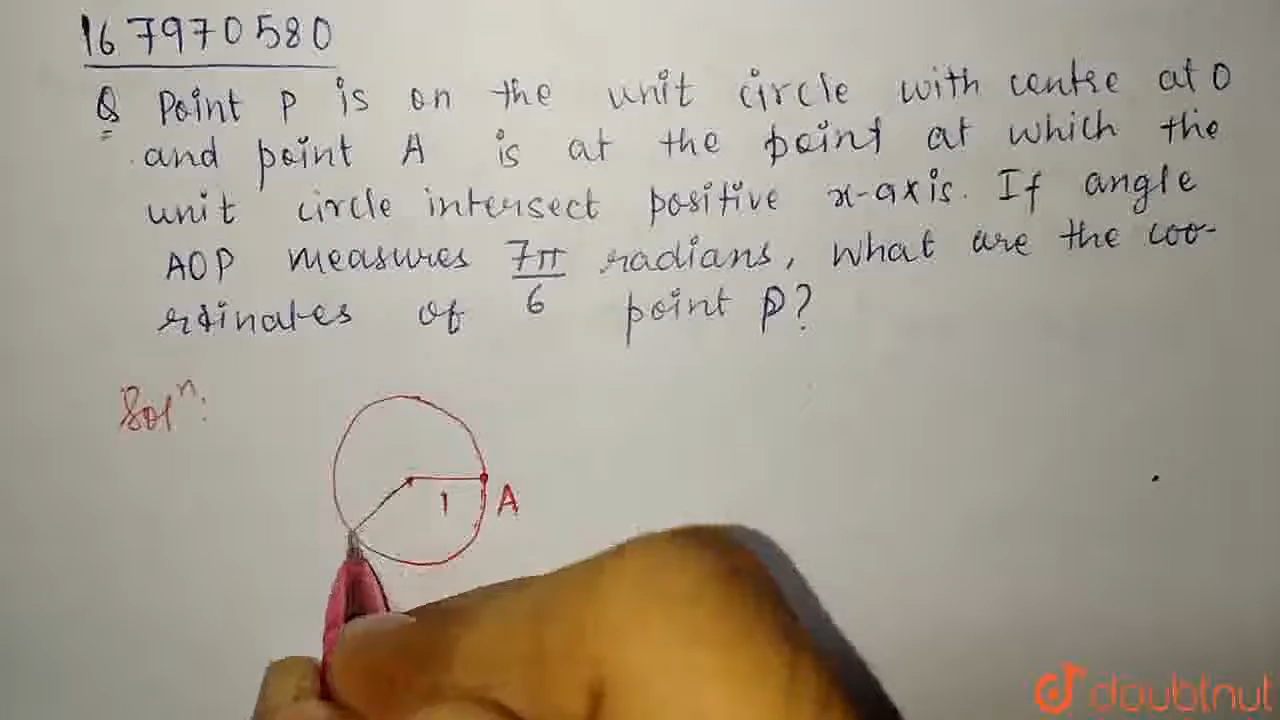 167970580
Q Point P is on the unit circle with centre at O
and point A is at the point at which the
unit circle intersect positive x-axis. If angle
AOP measures 7π/6 radians, what are the coo-
rdinates of point P?
Solⁿ:
1 A
doubtnut